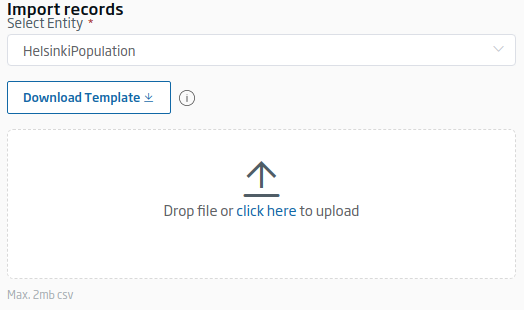 Import records
Select Entity *
HelsinkiPopulation
Download Template
Drop file or click here to upload
Max. 2mb csv